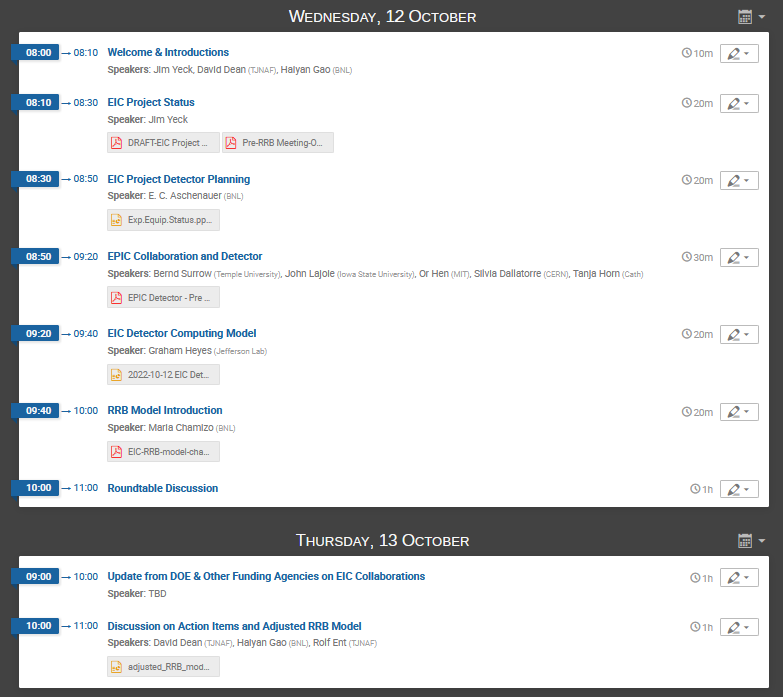 WEDNESDAY, 12 OCTOBER
08:00 → 08:10 Welcome & Introductions 10m
Speakers: Jim Yeck, David Dean (TJNAF), Haiyan Gao (BNL)
08:10 → 08:30 EIC Project Status 20m
Speaker: Jim Yeck
DRAFT-EIC Project ... Pre-RRB Meeting-O...
08:30 → 08:50 EIC Project Detector Planning 20m
Speaker: E. C. Aschenauer (BNL)
Exp.Equip.Status.pp...
08:50 → 09:20 EPIC Collaboration and Detector 30m
Speakers: Bernd Surrow (Temple University), John Lajoie (Iowa State University), Or Hen (MIT), Silvia Dallatorre (CERN), Tanja Horn (Cath)
EPIC Detector - Pre ...
09:20 → 09:40 EIC Detector Computing Model 20m
Speaker: Graham Heyes (Jefferson Lab)
2022-10-12 EIC Det...
09:40 → 10:00 RRB Model Introduction 20m
Speaker: Maria Chamizo (BNL)
EIC-RRB-model-cha...
10:00 → 11:00 Roundtable Discussion 1h
THURSDAY, 13 OCTOBER
09:00 → 10:00 Update from DOE & Other Funding Agencies on EIC Collaborations 1h
Speaker: TBD
10:00 → 11:00 Discussion on Action Items and Adjusted RRB Model 1h
Speakers: David Dean (TJNAF), Haiyan Gao (BNL), Rolf Ent (TJNAF)
adjusted_RRB_mod...